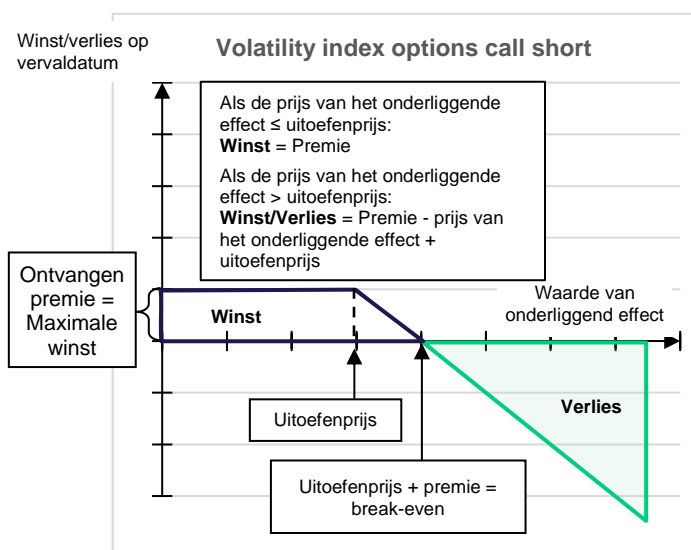 Winst/verlies op
vervaldatum
Volatility index options call short
Als de prijs van het onderliggende
effect ≤ uitoefenprijs:
Winst = Premie
Als de prijs van het onderliggende
effect > uitoefenprijs:
Winst/Verlies = Premie - prijs van
het onderliggende effect +
uitoefenprijs
Ontvangen
premie =
Maximale
winst
Winst
Waarde van
onderliggend effect
Verlies
Uitoefenprijs
Uitoefenprijs + premie =
break-even